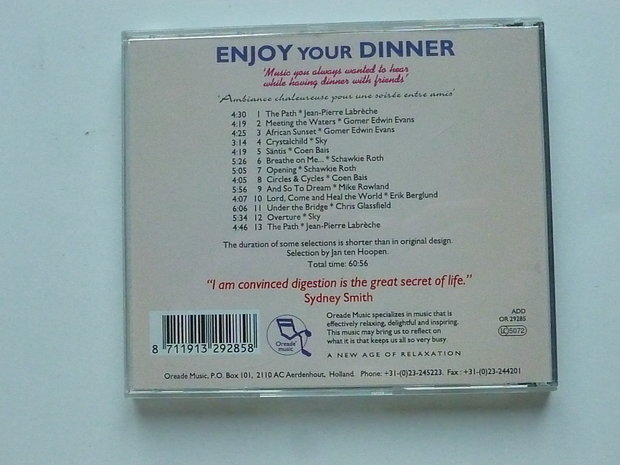 ENJOY YOUR DINNER
'Music you always wanted to hear
while having dinner with friends'
'Ambiance chaleureuse pour une soirée entre amis'
4:30 1 The Path * Jean-Pierre Labrèche
4:19 2 Meeting the Waters * Gomer Edwin Evans
4:25 3 African Sunset * Gomer Edwin Evans
3:14 4 Crystalchild * Sky
4:19 5 Säntis * Coen Bais
5:26 6 Breathe on Me... * Schawkie Roth
5:05 7 Opening * Schawkie Roth
4:05 8 Circles & Cycles * Coen Bais
5:56 9 And So To Dream * Mike Rowland
4:07 10 Lord, Come and Heal the World * Erik Berglund
6:06 11 Under the Bridge * Chris Glassfield
5:34 12 Overture * Sky
4:46 13 The Path * Jean-Pierre Labrèche
The duration of some selections is shorter than in original design.
Selection by Jan ten Hoopen.
Total time: 60:56
"I am convinced digestion is the great secret of life."
Sydney Smith
8 711913 292858
Oreade
music
Oreade Music specializes in music that is
effectively relaxing, delightful and inspiring.
This music may bring us to reflect on
what it is that keeps us all so very busy.
A NEW AGE OF RELAXATION
ADD
OR 29285
LC 5072
Oreade Music, P.O. Box 101, 2110 AC Aerdenhout, Holland. Phone: +31-(0)23-245223. Fax : +31-(0)23-244201